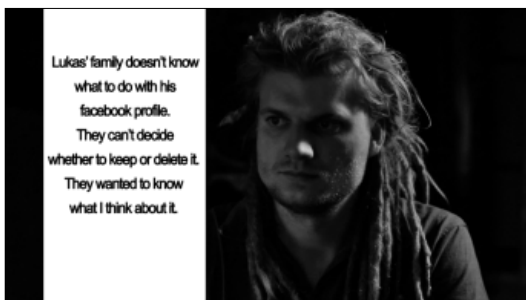 Lukas' family doesn't know
what to do with his
facebook profile.
They can't decide
whether to keep or delete it.
They wanted to know
what I think about it.